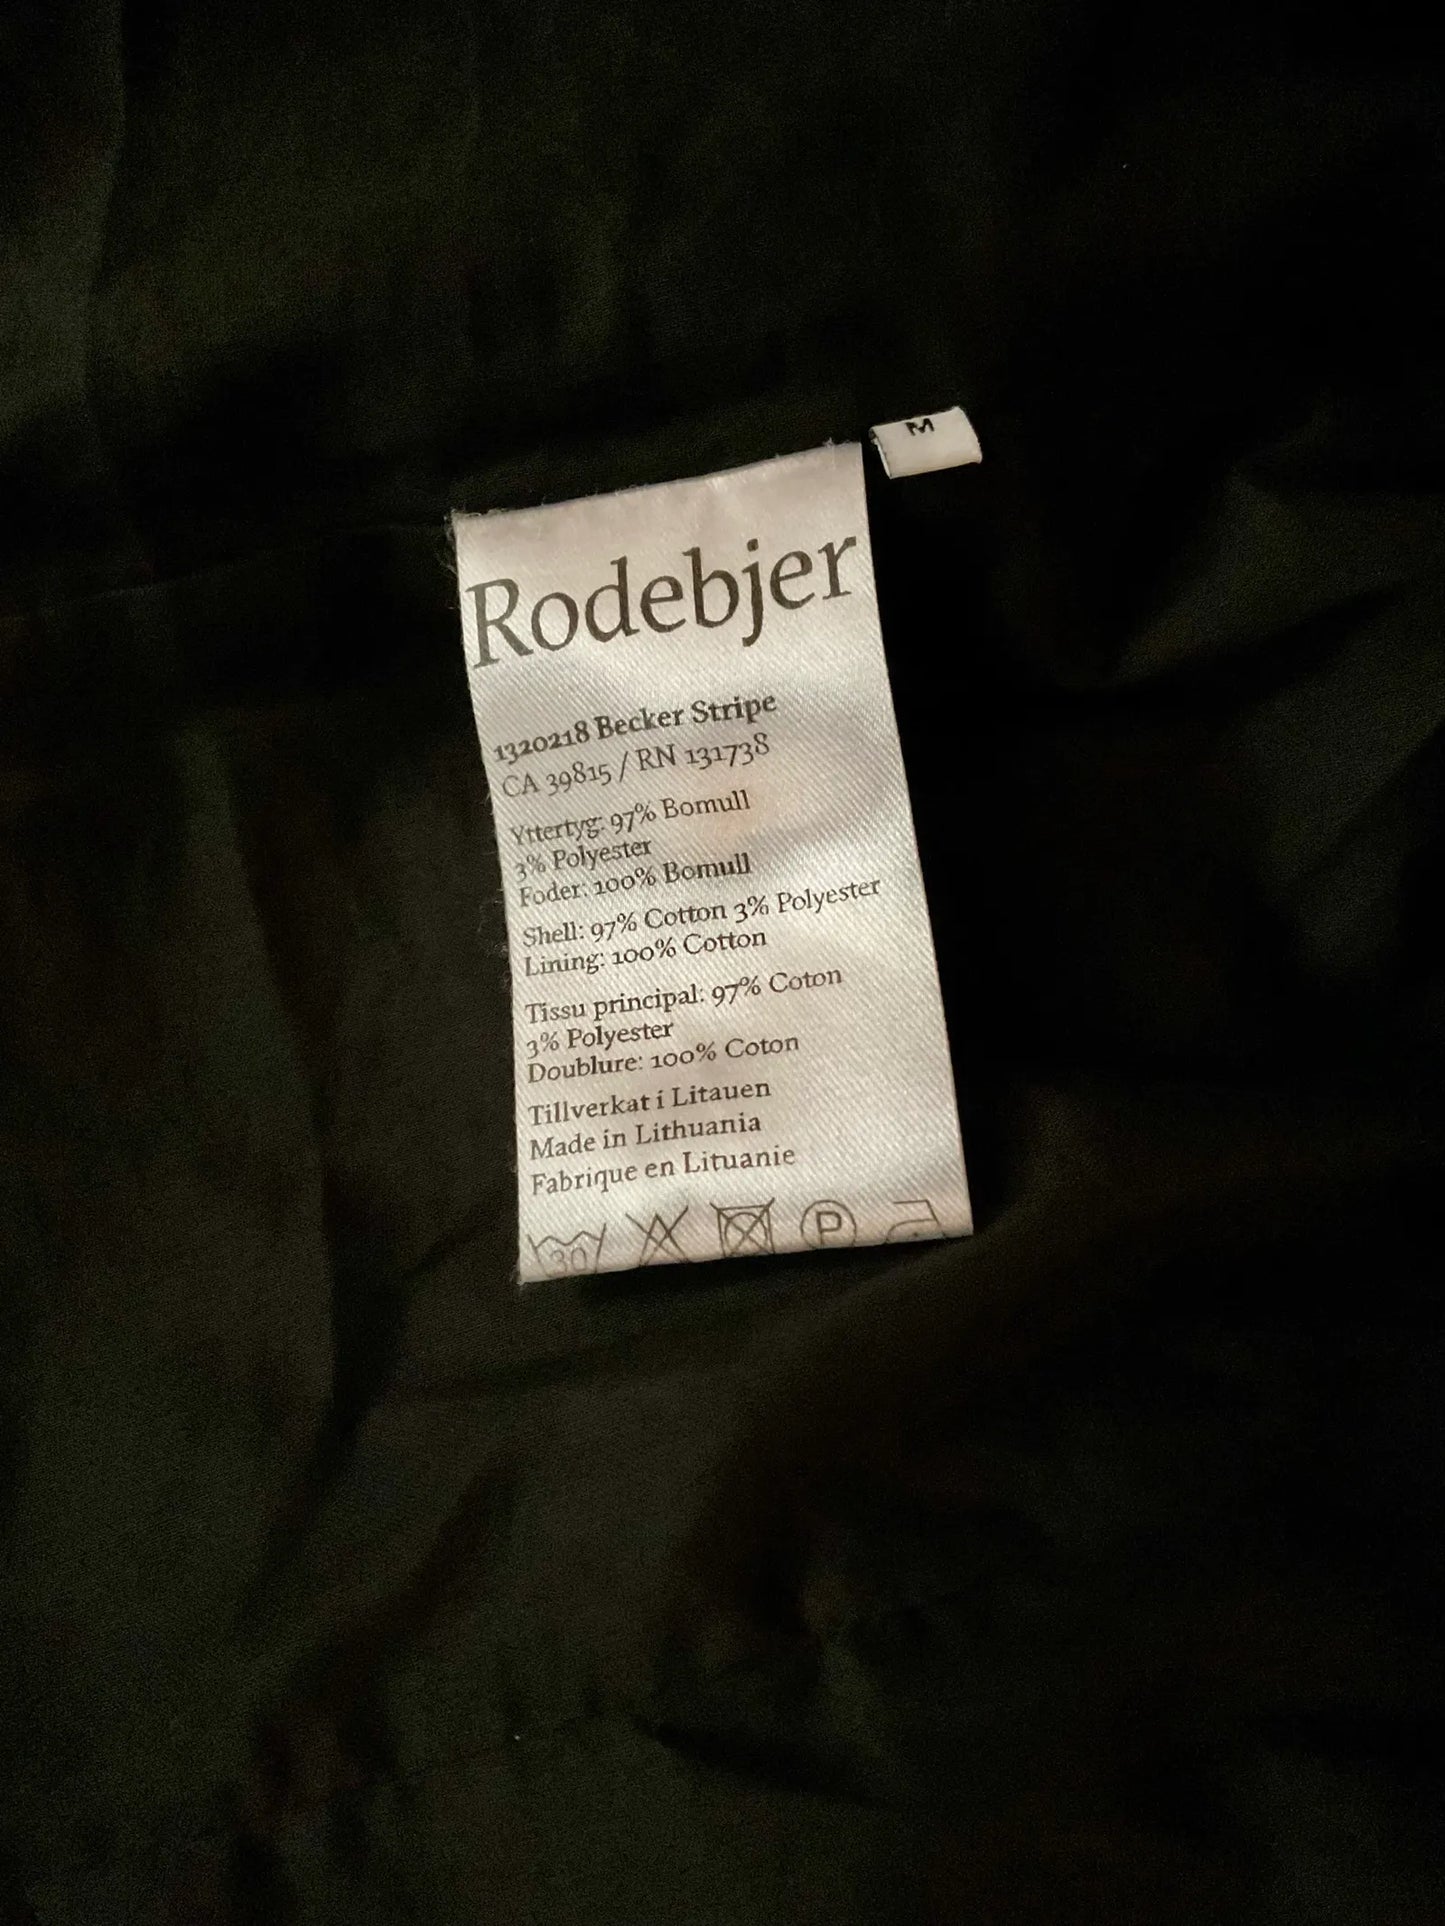 M
Rodebjer
1320218 Becker Stripe
CA 39815 / RN 131738
Yttertyg: 97% Bomull
3% Polyester
Foder: 100% Bomull
Shell: 97% Cotton 3% Polyester
Lining: 100% Cotton
Tissu principal: 97% Coton
3% Polyester
Doublure: 100% Coton
Tillverkat i Litauen
Made in Lithuania
Fabrique en Lituanie
30 P